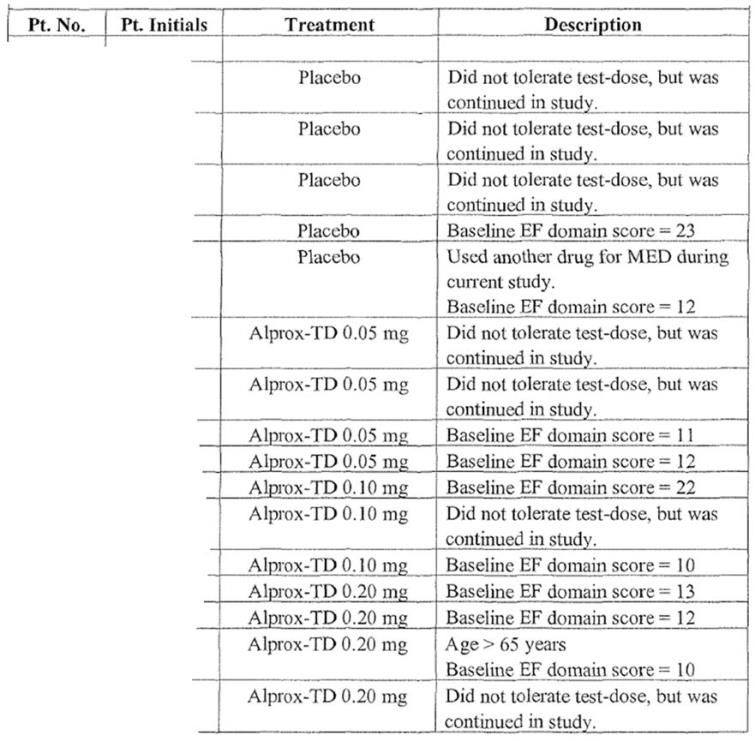 Pt. No. Pt. Initials Treatment Description
Placebo Did not tolerate test-dose, but was
continued in study.
Placebo Did not tolerate test-dose, but was
continued in study.
Placebo Did not tolerate test-dose, but was
continued in study.
Placebo Baseline EF domain score = 23
Placebo Used another drug for MED during
current study.
Baseline EF domain score = 12
Alprox-TD 0.05 mg Did not tolerate test-dose, but was
continued in study.
Alprox-TD 0.05 mg Did not tolerate test-dose, but was
continued in study.
Alprox-TD 0.05 mg Baseline EF domain score = 11
Alprox-TD 0.05 mg Baseline EF domain score = 12
Alprox-TD 0.10 mg Baseline EF domain score = 22
Alprox-TD 0.10 mg Did not tolerate test-dose, but was
continued in study.
Alprox-TD 0.10 mg Baseline EF domain score = 10
Alprox-TD 0.20 mg Baseline EF domain score = 13
Alprox-TD 0.20 mg Baseline EF domain score = 12
Alprox-TD 0.20 mg Age > 65 years
Baseline EF domain score = 10
Alprox-TD 0.20 mg Did not tolerate test-dose, but was
continued in study.